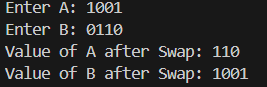 Enter A: 1001
Enter B: 0110
Value of A after Swap: 110
Value of B after Swap: 1001